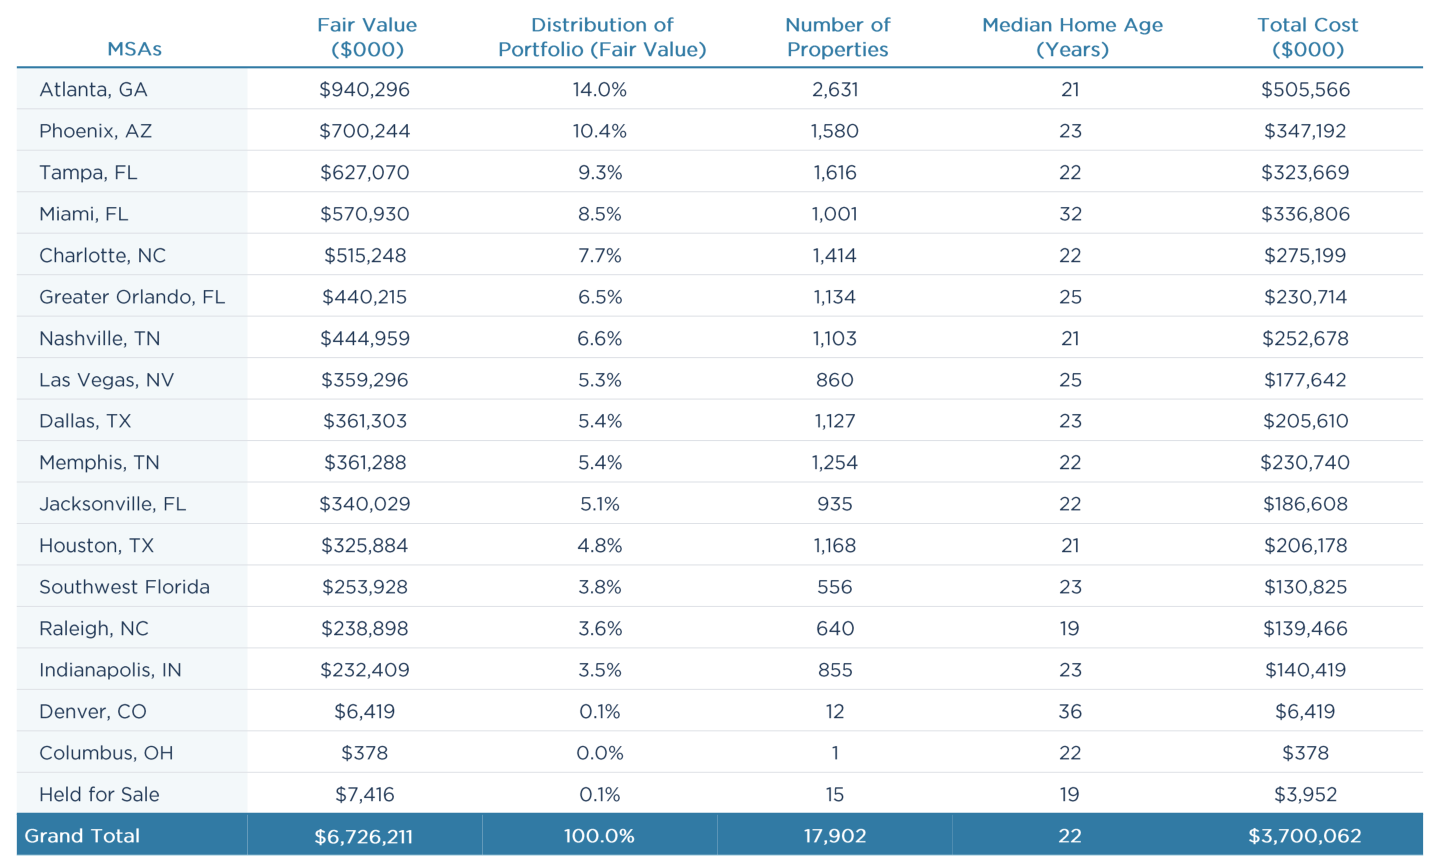 MSAs Fair Value ($000) Distribution of Portfolio (Fair Value) Number of Properties Median Home Age (Years) Total Cost ($000)
Atlanta, GA $940,296 14.0% 2,631 21 $505,566
Phoenix, AZ $700,244 10.4% 1,580 23 $347,192
Tampa, FL $627,070 9.3% 1,616 22 $323,669
Miami, FL $570,930 8.5% 1,001 32 $336,806
Charlotte, NC $515,248 7.7% 1,414 22 $275,199
Greater Orlando, FL $440,215 6.5% 1,134 25 $230,714
Nashville, TN $444,959 6.6% 1,103 21 $252,678
Las Vegas, NV $359,296 5.3% 860 25 $177,642
Dallas, TX $361,303 5.4% 1,127 23 $205,610
Memphis, TN $361,288 5.4% 1,254 22 $230,740
Jacksonville, FL $340,029 5.1% 935 22 $186,608
Houston, TX $325,884 4.8% 1,168 21 $206,178
Southwest Florida $253,928 3.8% 556 23 $130,825
Raleigh, NC $238,898 3.6% 640 19 $139,466
Indianapolis, IN $232,409 3.5% 855 23 $140,419
Denver, CO $6,419 0.1% 12 36 $6,419
Columbus, OH $378 0.0% 1 22 $378
Held for Sale $7,416 0.1% 15 19 $3,952
Grand Total $6,726,211 100.0% 17,902 22 $3,700,062